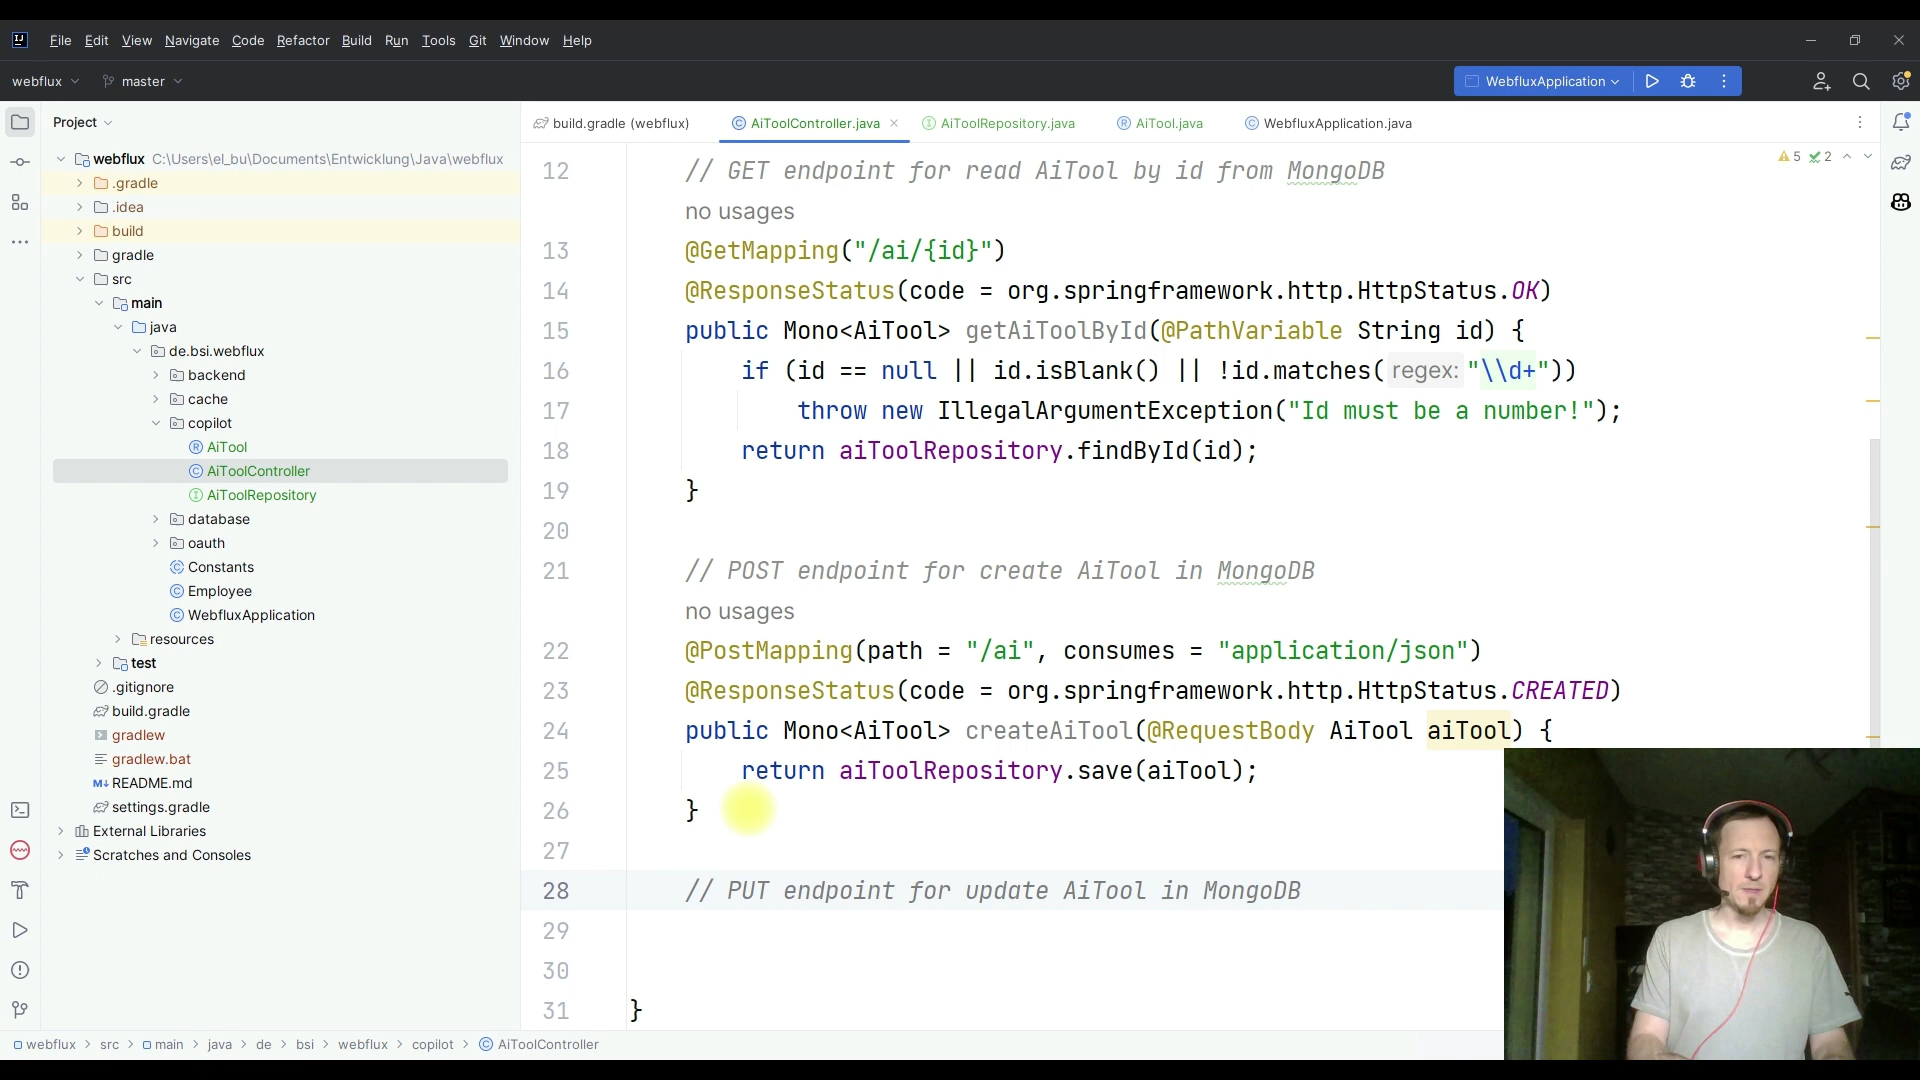 File Edit View Navigate Code Refactor Build Run Tools Git Window Help
webflux master WebfluxApplication
Project
build.gradle (webflux) AiToolController.java AiToolRepository.java AiTool.java WebfluxApplication.java
webflux C:\Users\el_bu\Documents\Entwicklung\Java\webflux
.gradle
.idea
build
gradle
src
main
java
de.bsi.webflux
backend
cache
copilot
AiTool
AiToolController
AiToolRepository
database
oauth
Constants
Employee
WebfluxApplication
resources
test
.gitignore
build.gradle
gradlew
gradlew.bat
README.md
settings.gradle
External Libraries
Scratches and Consoles
5 2
12 // GET endpoint for read AiTool by id from MongoDB
no usages
13 @GetMapping("/ai/{id}")
14 @ResponseStatus(code = org.springframework.http.HttpStatus.OK)
15 public Mono<AiTool> getAiToolById(@PathVariable String id) {
16 if (id == null || id.isBlank() || !id.matches( regex: "\\d+"))
17 throw new IllegalArgumentException("Id must be a number!");
18 return aiToolRepository.findById(id);
19 }
20
21 // POST endpoint for create AiTool in MongoDB
no usages
22 @PostMapping(path = "/ai", consumes = "application/json")
23 @ResponseStatus(code = org.springframework.http.HttpStatus.CREATED)
24 public Mono<AiTool> createAiTool(@RequestBody AiTool aiTool) {
25 return aiToolRepository.save(aiTool);
26 }
27
28 // PUT endpoint for update AiTool in MongoDB
29
30
31 }
webflux > src > main > java > de > bsi > webflux > copilot > AiToolController